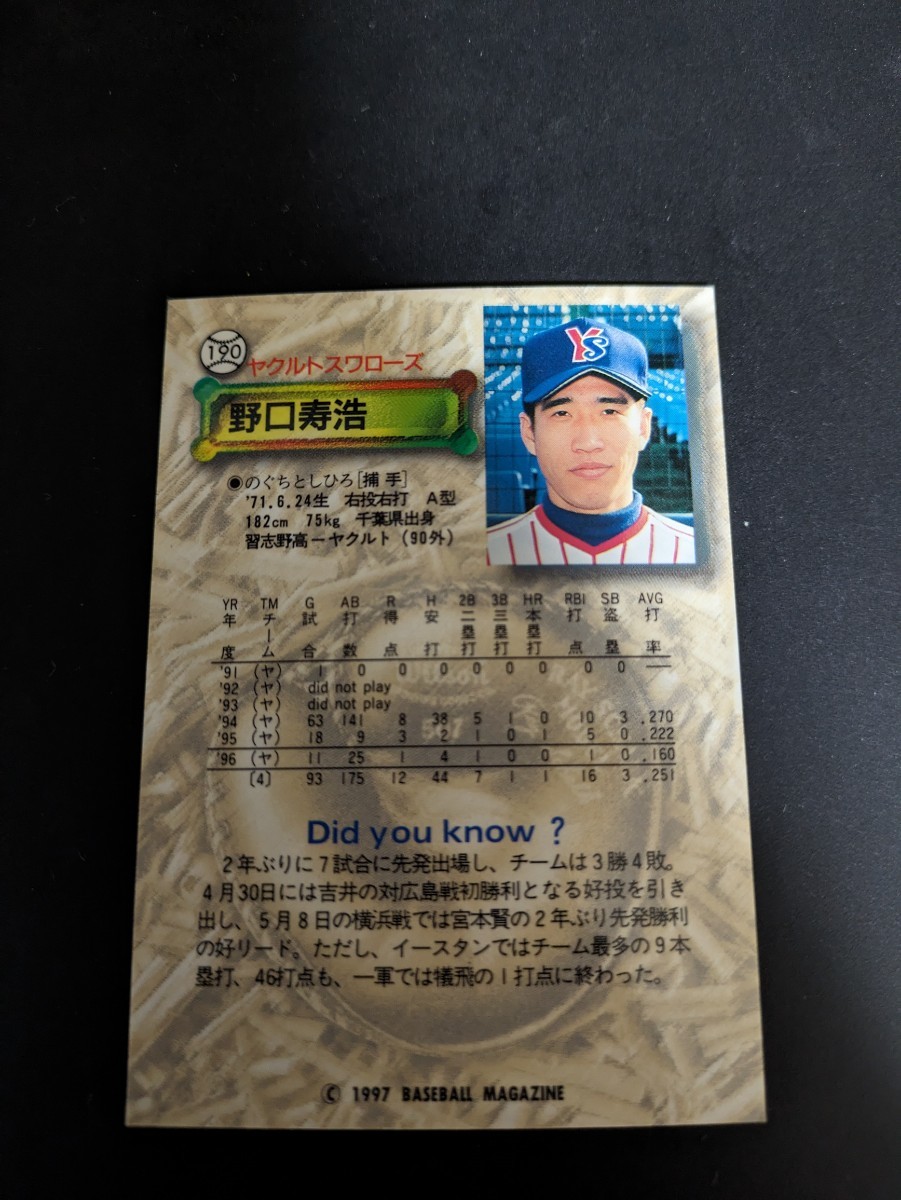 190
ヤクルトスワローズ
YS
野口寿浩
◉のぐちとしひろ[捕手]
'71.6.24生 右投右打 A型
182cm 75kg 千葉県出身
習志野高ーヤクルト(90外)
YR TM G AB R H 2B 3B HR RBI SB AVG
年度 チーム 試合 打数 得点 安打 二塁打 三塁打 本塁打 打点 盗塁 打率
'91 (ヤ) 1 0 0 0 0 0 0 0 0 —
'92 (ヤ) did not play
'93 (ヤ) did not play
'94 (ヤ) 63 141 8 38 5 1 0 10 3 .270
'95 (ヤ) 18 9 3 2 1 0 1 5 0 .222
'96 (ヤ) 11 25 1 4 1 0 0 1 0 .160
[4] 93 175 12 44 7 1 1 16 3 .251
Did you know ?
2年ぶりに7試合に先発出場し、チームは3勝4敗。
4月30日には吉井の対広島戦初勝利となる好投を引き
出し、5月8日の横浜戦では宮本賢の2年ぶり先発勝利
の好リード。ただし、イースタンではチーム最多の9本
塁打、46打点も、一軍では犠飛の1打点に終わった。
© 1997 BASEBALL MAGAZINE